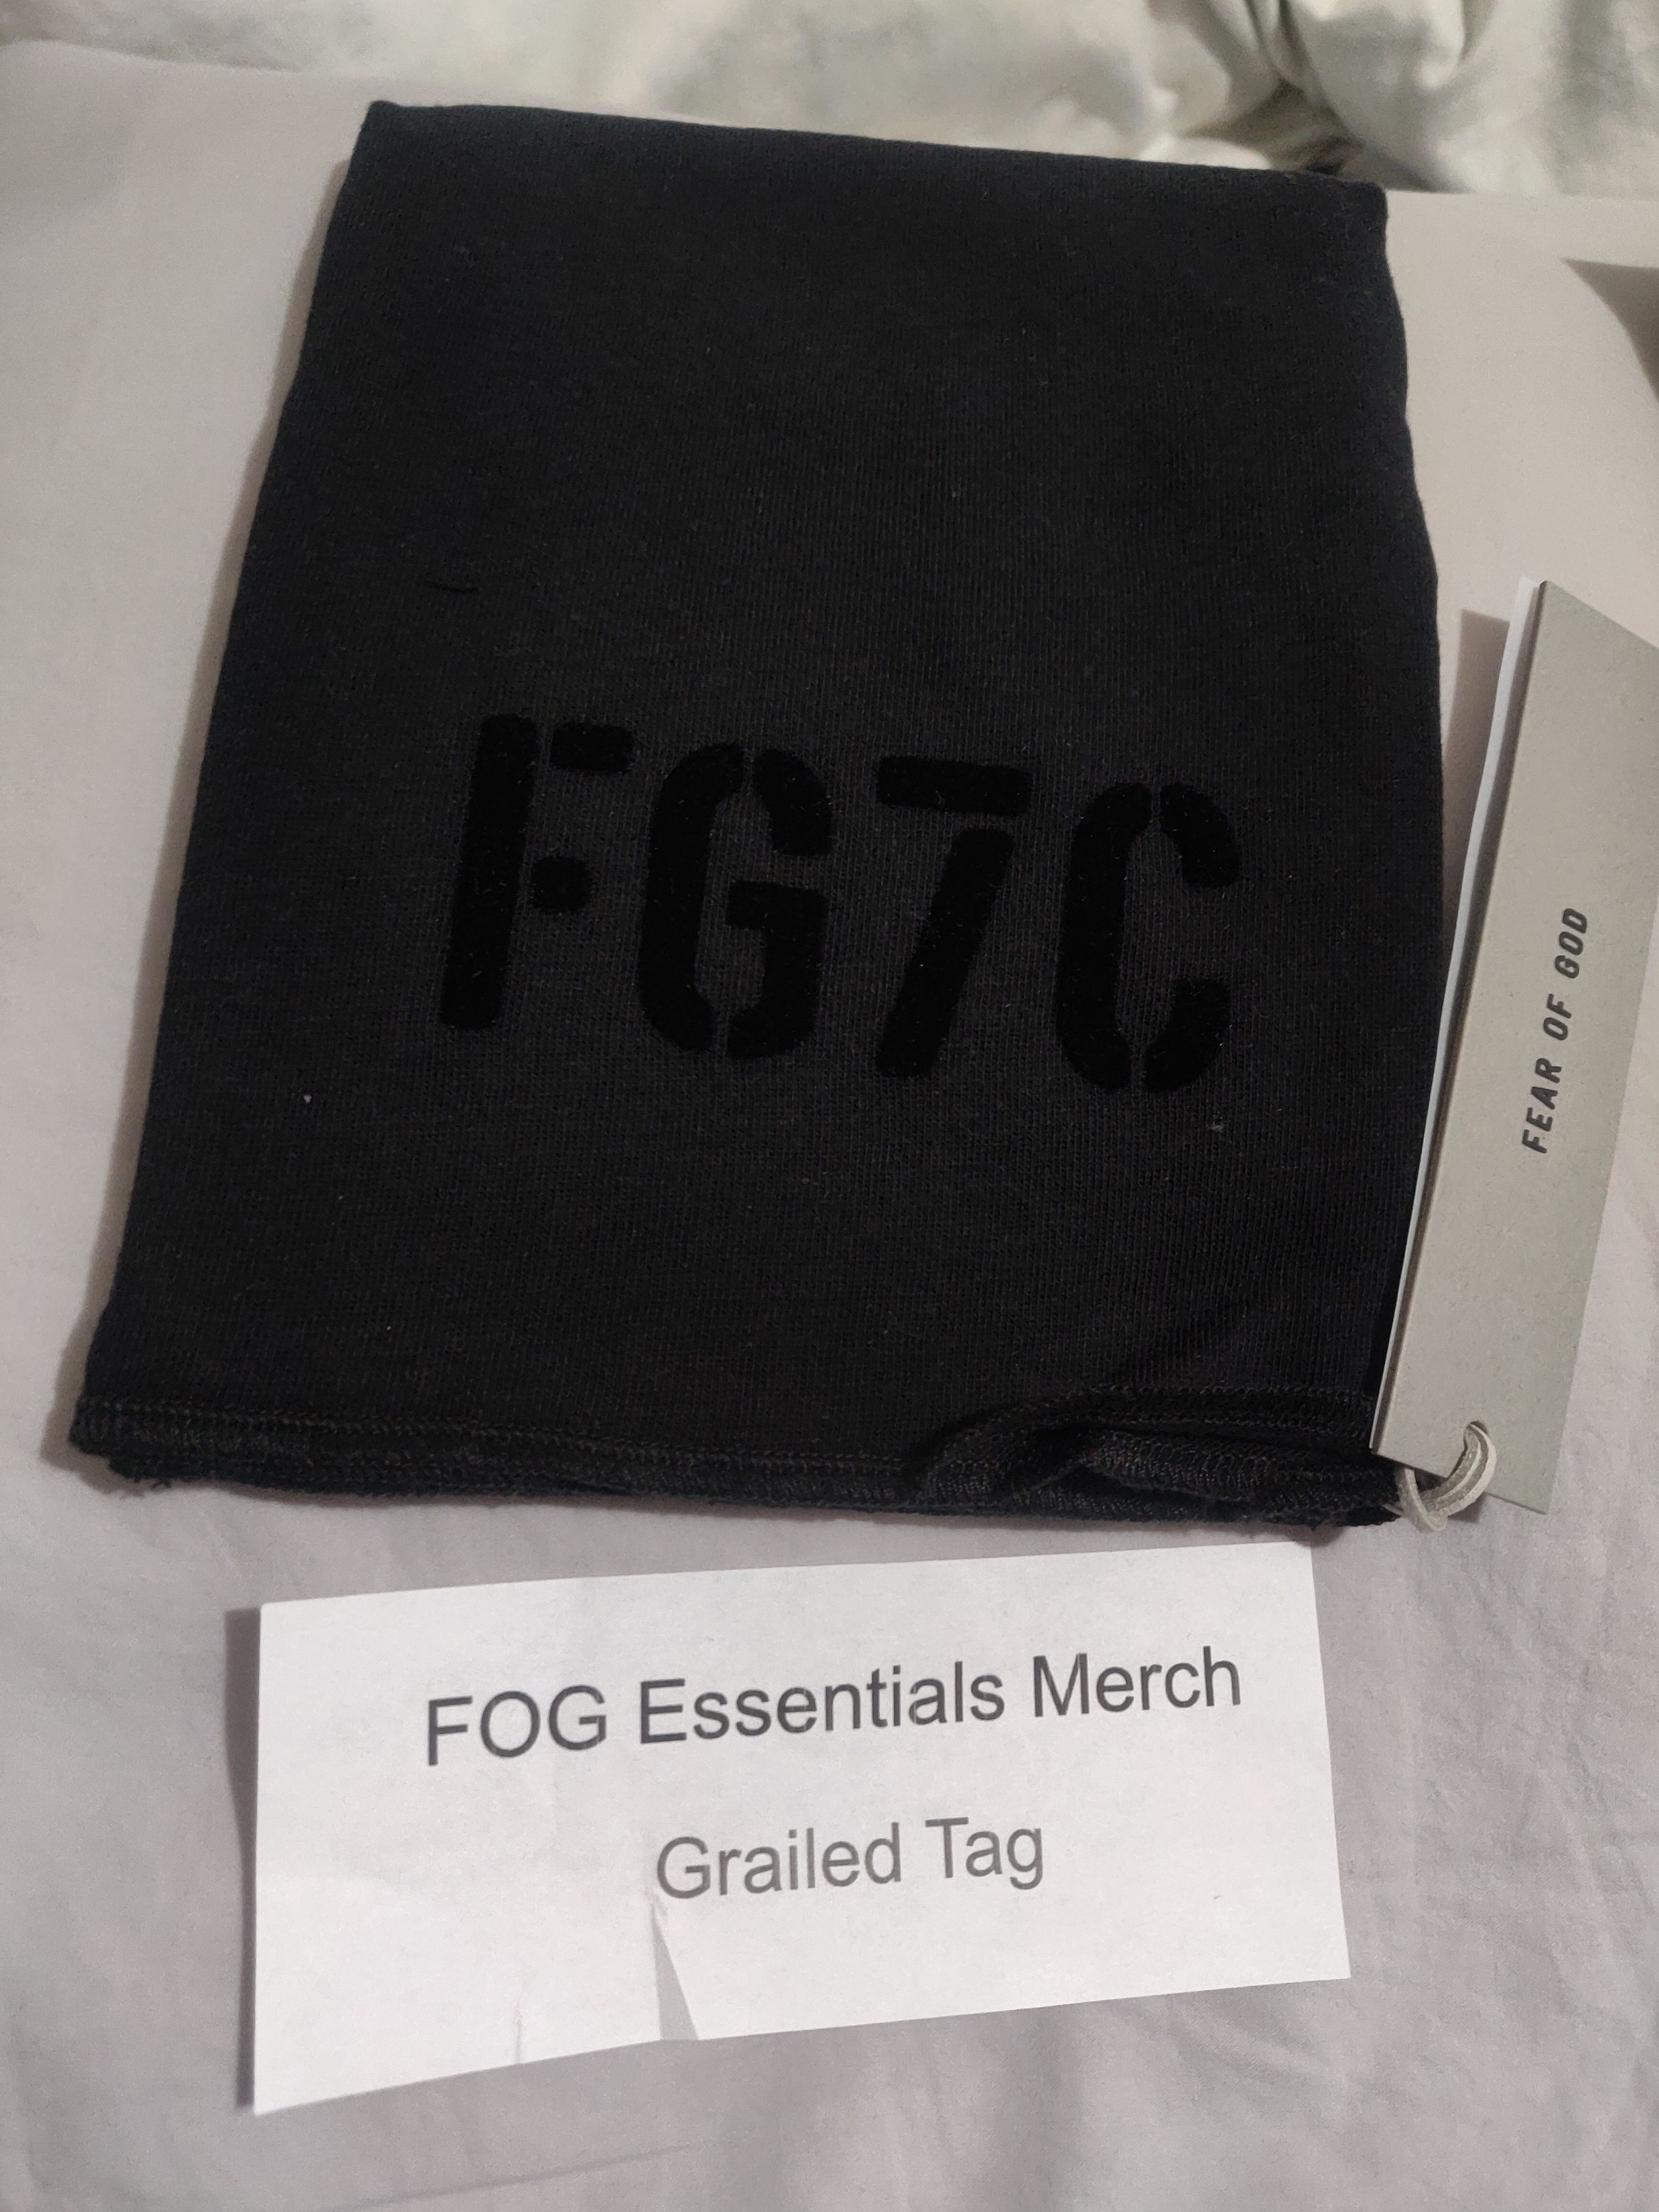 FG7C
FEAR OF GOD
FOG Essentials Merch
Grailed Tag